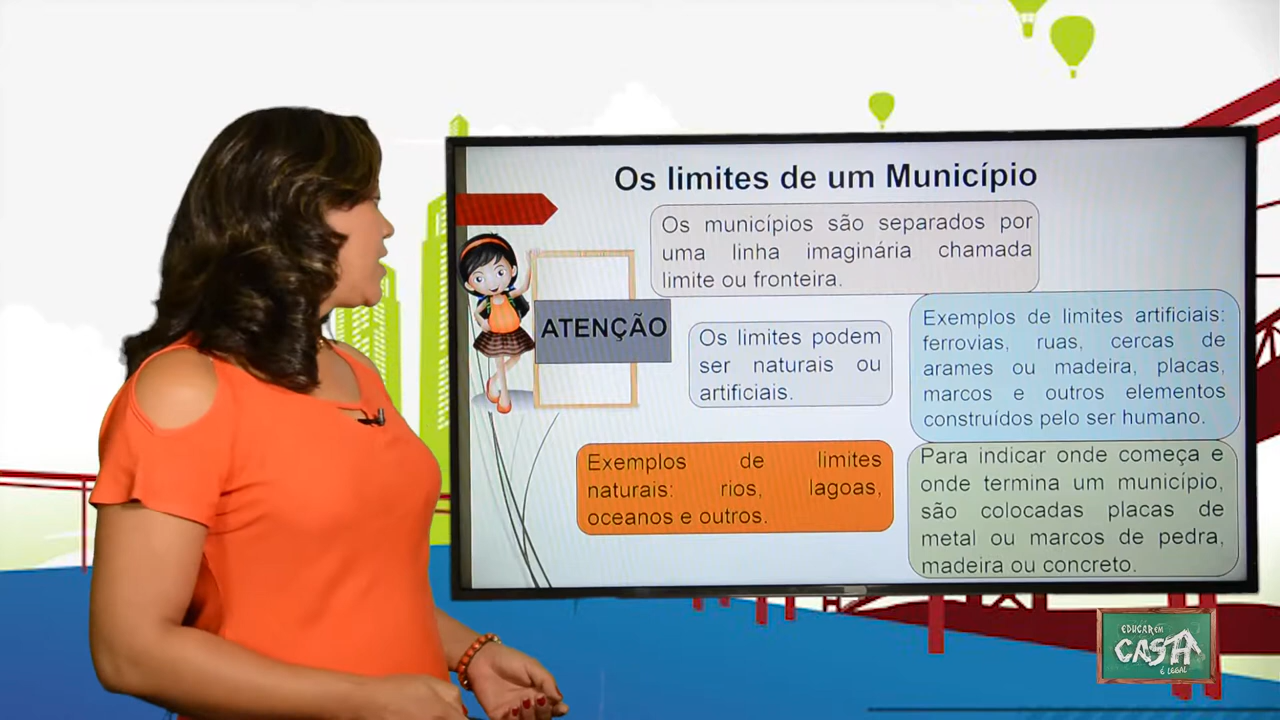 Os limites de um Município
Os municípios são separados por
uma linha imaginária chamada
limite ou fronteira.
ATENÇÃO
Os limites podem
ser naturais ou
artificiais.
Exemplos de limites artificiais:
ferrovias, ruas, cercas de
arames ou madeira, placas,
marcos e outros elementos
construídos pelo ser humano.
Exemplos de limites
naturais: rios, lagoas,
oceanos e outros.
Para indicar onde começa e
onde termina um município,
são colocadas placas de
metal ou marcos de pedra,
madeira ou concreto.
EDUCAR EM
CASA
É LEGAL